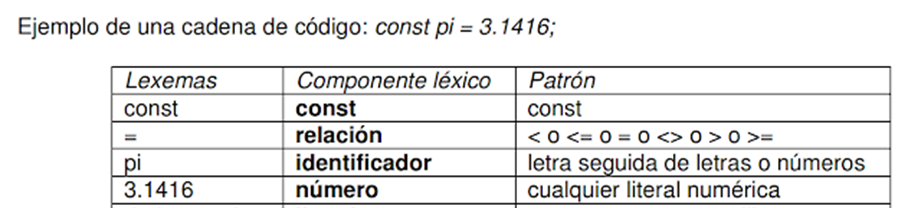 Ejemplo de una cadena de código: const pi = 3.1416;
Lexemas Componente léxico Patrón
const const const
= relación < o <= o = o <> o > o >=
pi identificador letra seguida de letras o números
3.1416 número cualquier literal numérica